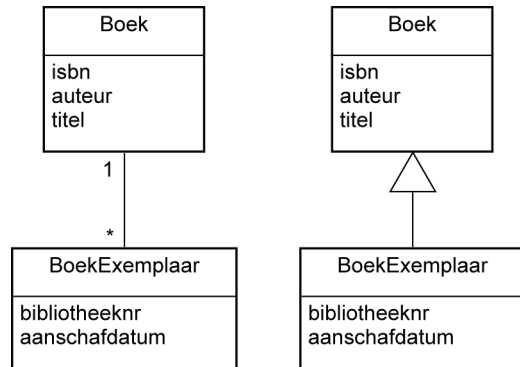 Boek
isbn
auteur
titel
1
*
BoekExemplaar
bibliotheeknr
aanschafdatum
Boek
isbn
auteur
titel
BoekExemplaar
bibliotheeknr
aanschafdatum